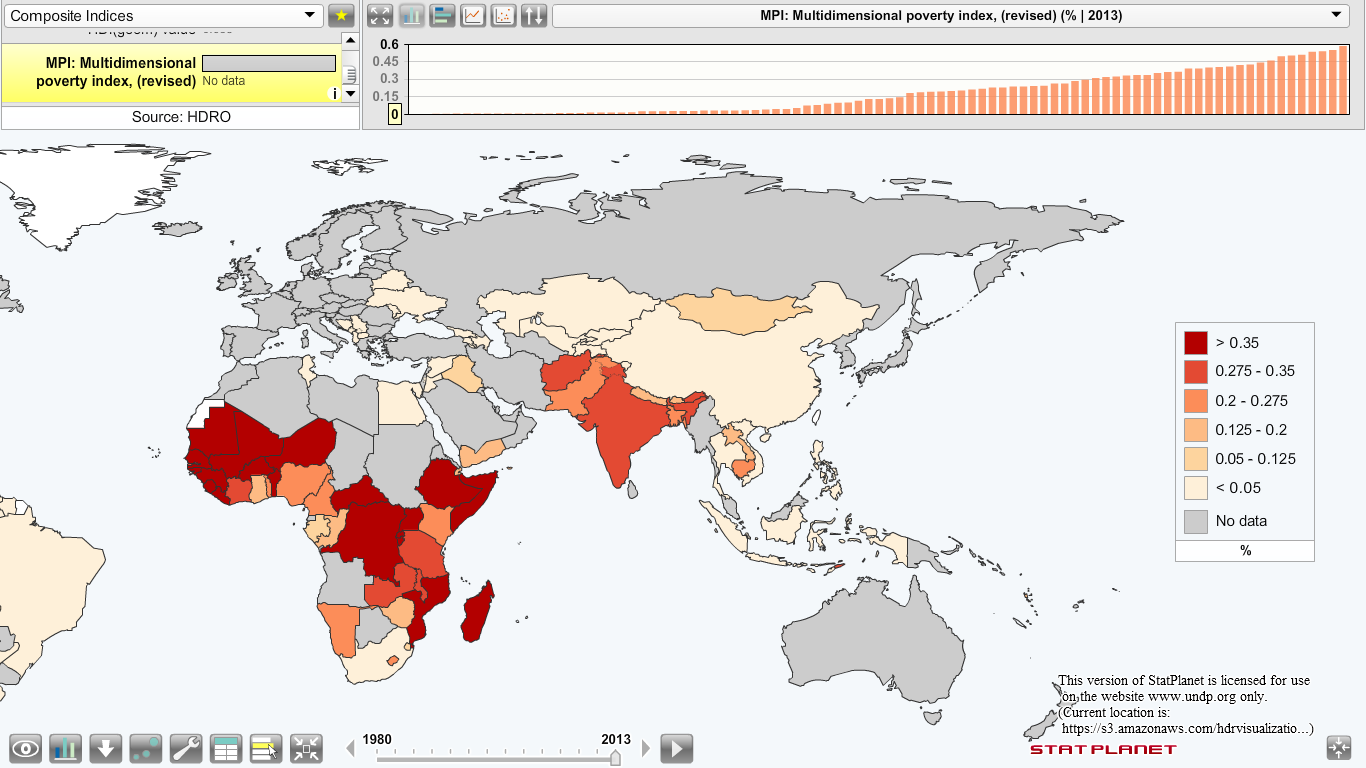 Composite Indices
MPI: Multidimensional poverty index, (revised) (% | 2013)
HDI(geom) value
MPI: Multidimensional
poverty index, (revised)
No data
i
Source: HDRO
0.6
0.45
0.3
0.15
0
> 0.35
0.275 - 0.35
0.2 - 0.275
0.125 - 0.2
0.05 - 0.125
< 0.05
No data
%
This version of StatPlanet is licensed for use
on the website www.undp.org only.
(Current location is:
https://s3.amazonaws.com/hdrvisualizatio...)
STATPLANET
1980
2013